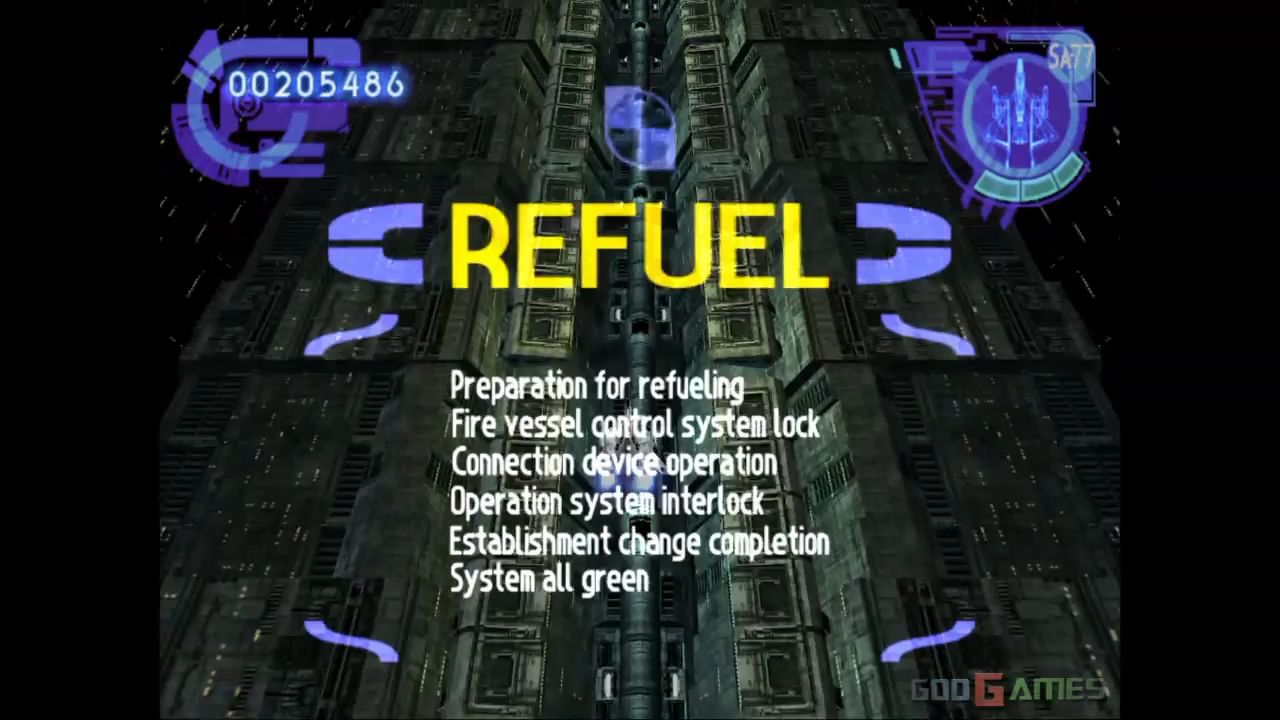 00205486
SA77
REFUEL
Preparation for refueling
Fire vessel control system lock
Connection device operation
Operation system interlock
Establishment change completion
System all green
GODGAMES